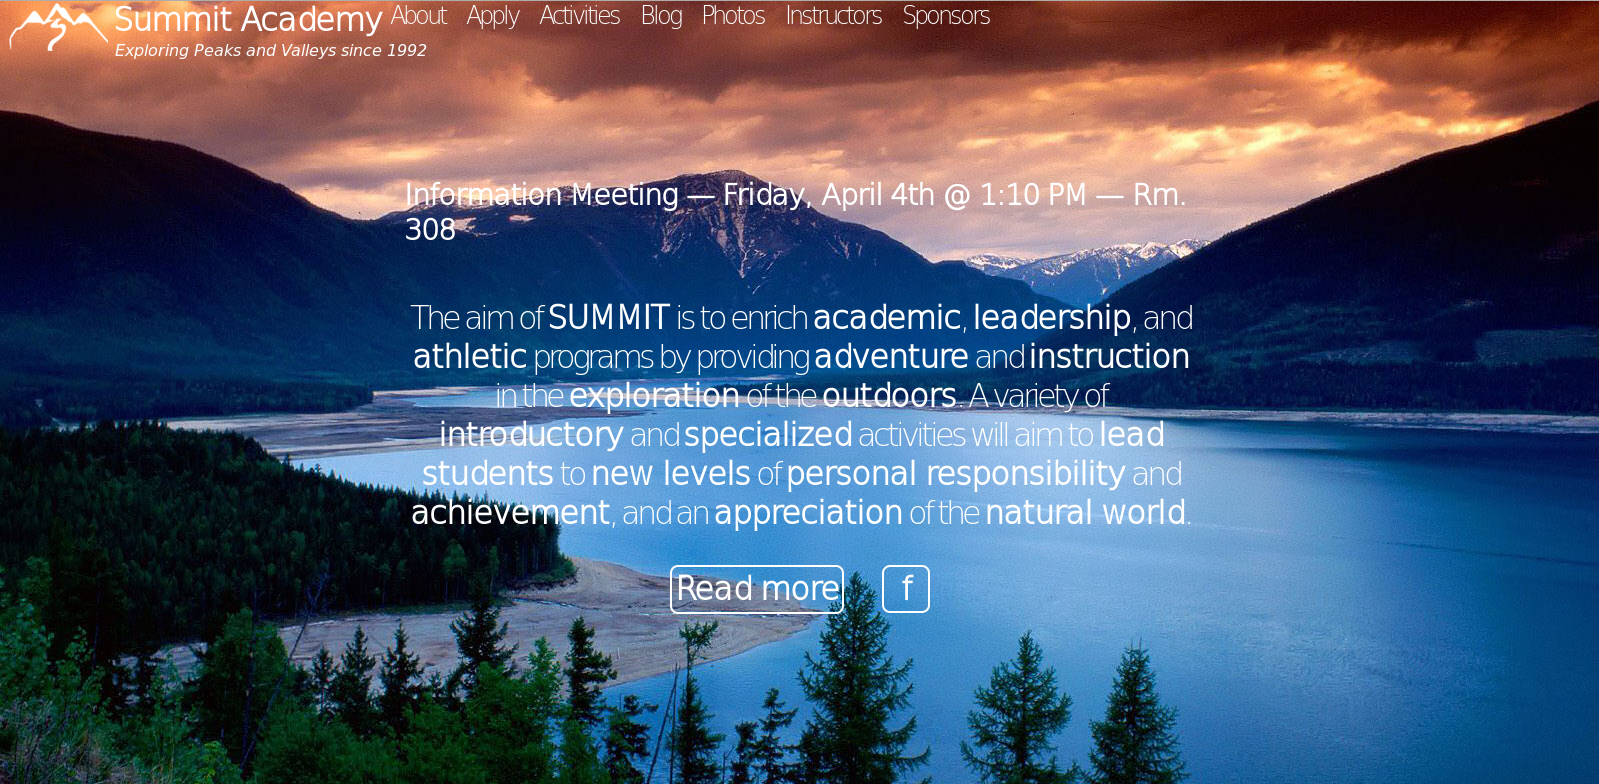 Summit Academy About Apply Activities Blog Photos Instructors Sponsors
Exploring Peaks and Valleys since 1992
Information Meeting — Friday, April 4th @ 1:10 PM — Rm.
308
The aim of SUMMIT is to enrich academic, leadership, and
athletic programs by providing adventure and instruction
in the exploration of the outdoors. A variety of
introductory and specialized activities will aim to lead
students to new levels of personal responsibility and
achievement, and an appreciation of the natural world.
Read more f